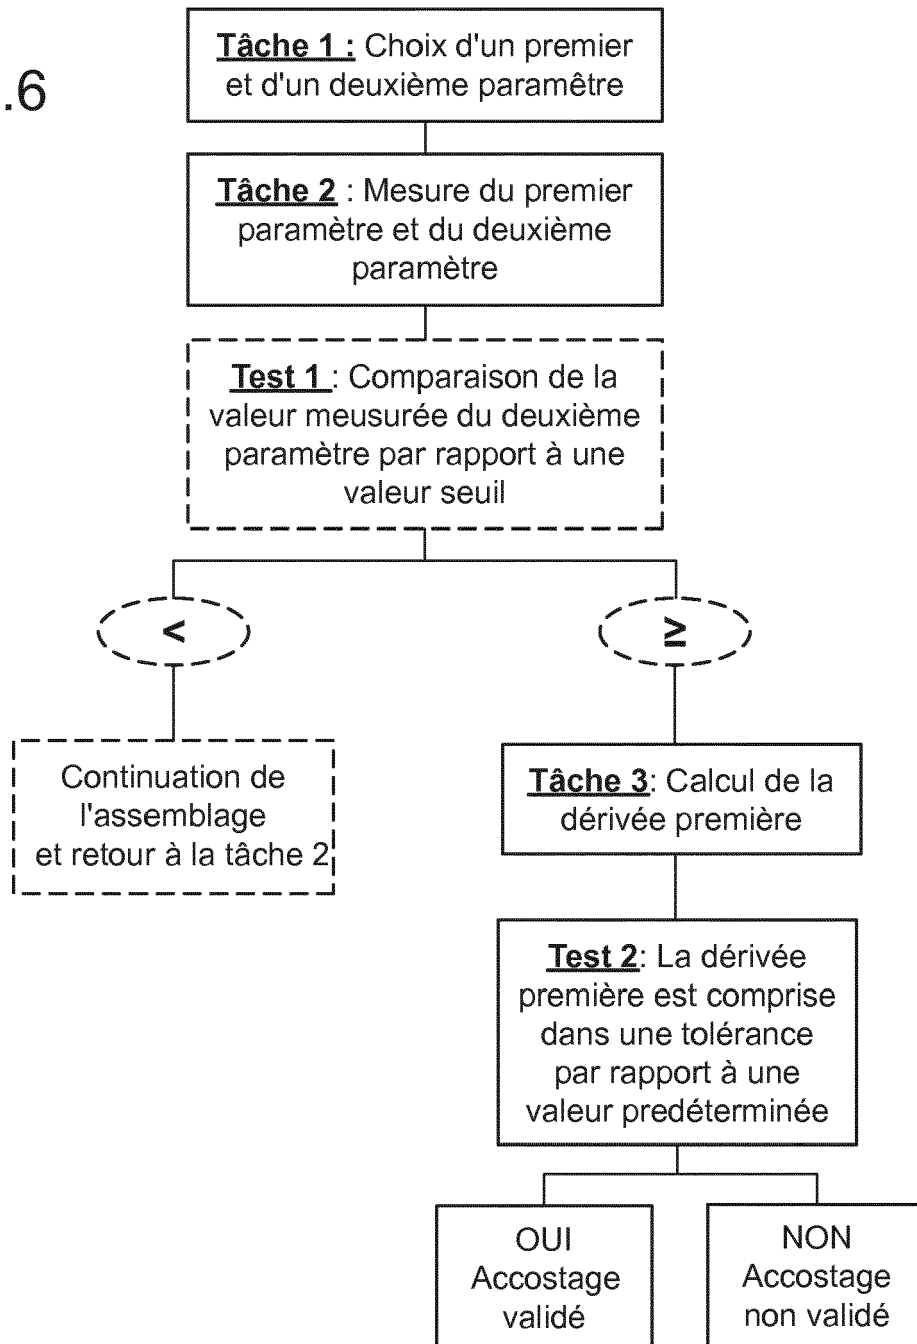 .6
Tâche 1 : Choix d'un premier
et d'un deuxième paramêtre
Tâche 2 : Mesure du premier
paramètre et du deuxième
paramètre
Test 1 : Comparaison de la
valeur meusurée du deuxième
paramètre par rapport à une
valeur seuil
<
≥
Continuation de
l'assemblage
et retour à la tâche 2
Tâche 3: Calcul de la
dérivée première
Test 2: La dérivée
première est comprise
dans une tolérance
par rapport à une
valeur predéterminée
OUI
Accostage
validé
NON
Accostage
non validé